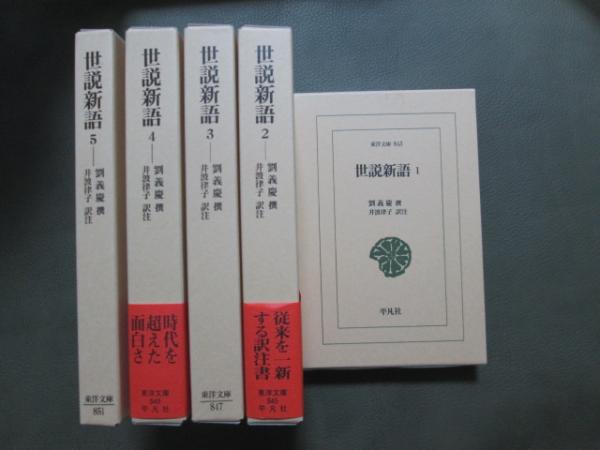 世説新語 5
劉義慶 撰
井波律子 訳注
東洋文庫
851
世説新語 4
劉義慶 撰
井波律子 訳注
時代を
超えた
面白さ
東洋文庫
849
平凡社
世説新語 3
劉義慶 撰
井波律子 訳注
東洋文庫
847
世説新語 2
劉義慶 撰
井波律子 訳注
従来を一新
する訳注書
東洋文庫
845
平凡社
東洋文庫 843
世説新語 1
劉義慶 撰
井波律子 訳注
平凡社